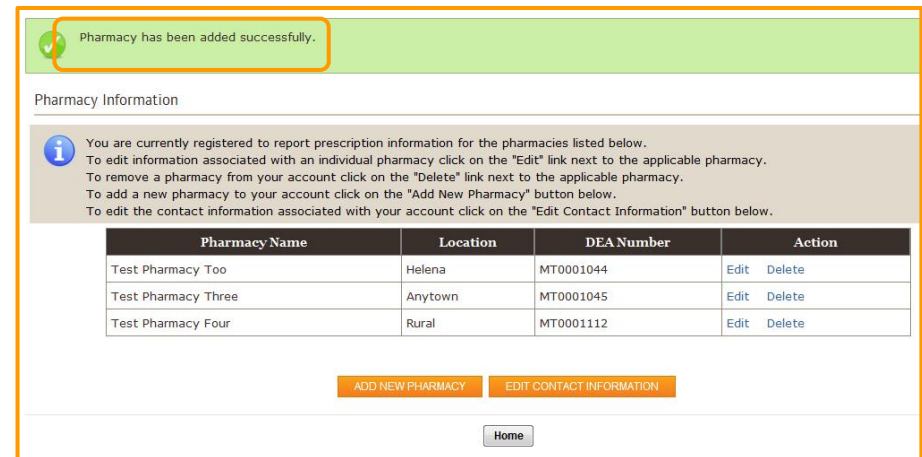 Pharmacy has been added successfully.
Pharmacy Information
You are currently registered to report prescription information for the pharmacies listed below.
To edit information associated with an individual pharmacy click on the "Edit" link next to the applicable pharmacy.
To remove a pharmacy from your account click on the "Delete" link next to the applicable pharmacy.
To add a new pharmacy to your account click on the "Add New Pharmacy" button below.
To edit the contact information associated with your account click on the "Edit Contact Information" button below.
Pharmacy Name Location DEA Number Action
Test Pharmacy Too Helena MT0001044 Edit Delete
Test Pharmacy Three Anytown MT0001045 Edit Delete
Test Pharmacy Four Rural MT0001112 Edit Delete
ADD NEW PHARMACY EDIT CONTACT INFORMATION
Home